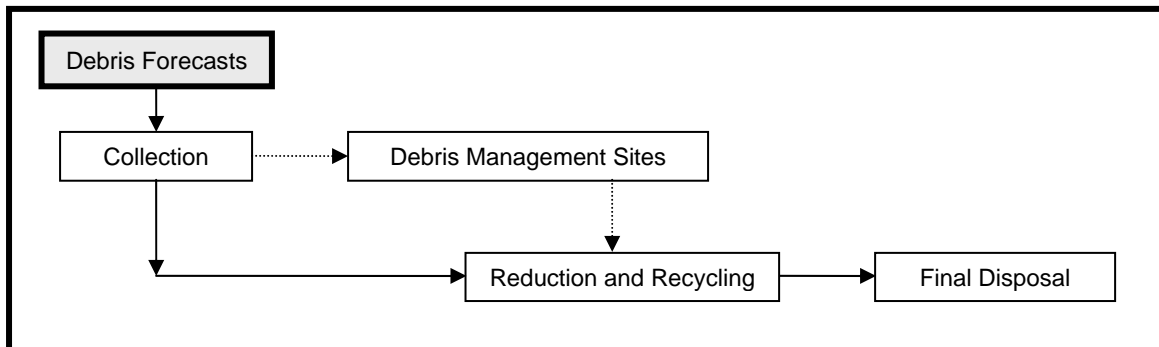 Debris Forecasts
Collection
Debris Management Sites
Reduction and Recycling
Final Disposal